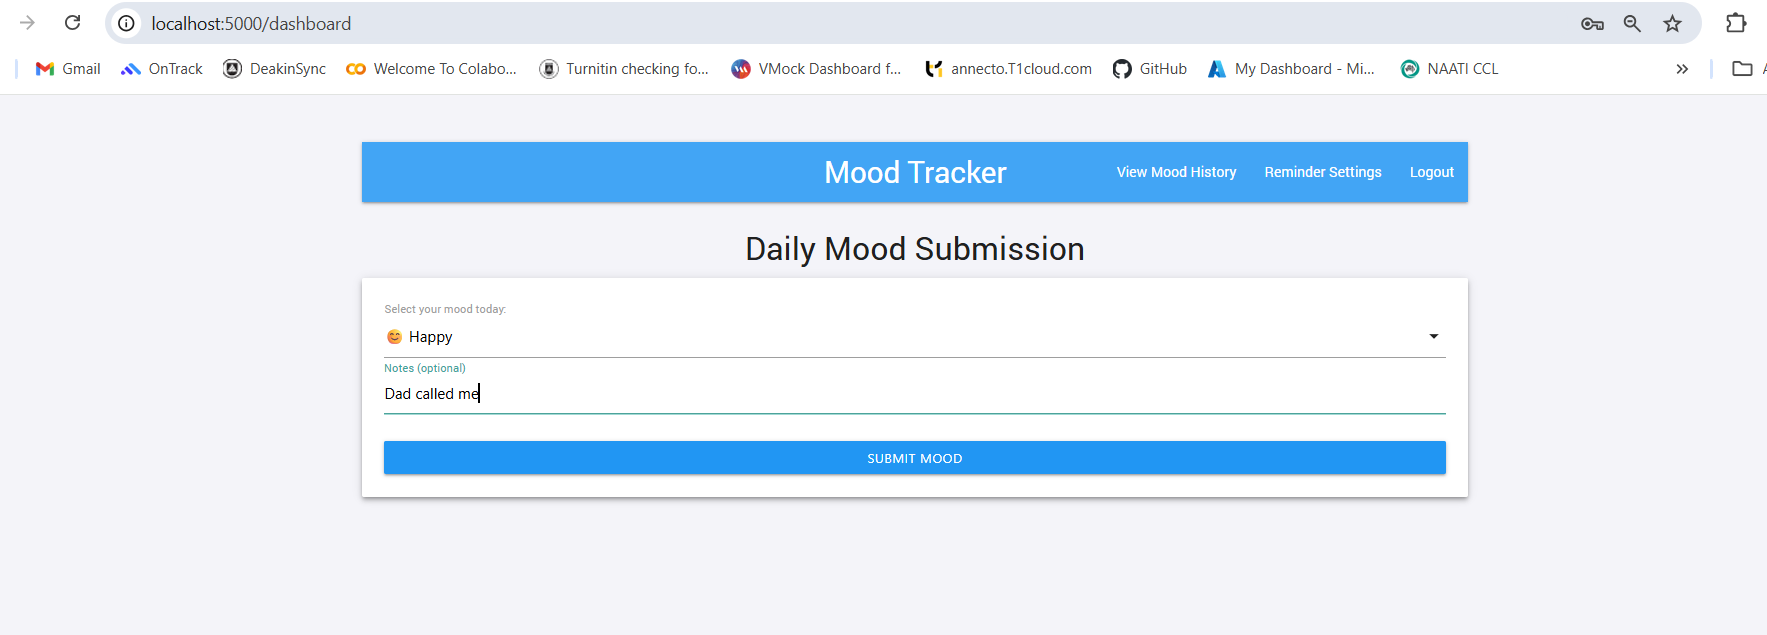 localhost:5000/dashboard
Gmail OnTrack DeakinSync Welcome To Colabo... Turnitin checking fo... VMock Dashboard f... annecto.T1cloud.com GitHub My Dashboard - Mi... NAATI CCL »
Mood Tracker View Mood History Reminder Settings Logout
Daily Mood Submission
Select your mood today:
😊 Happy
Notes (optional)
Dad called me
SUBMIT MOOD